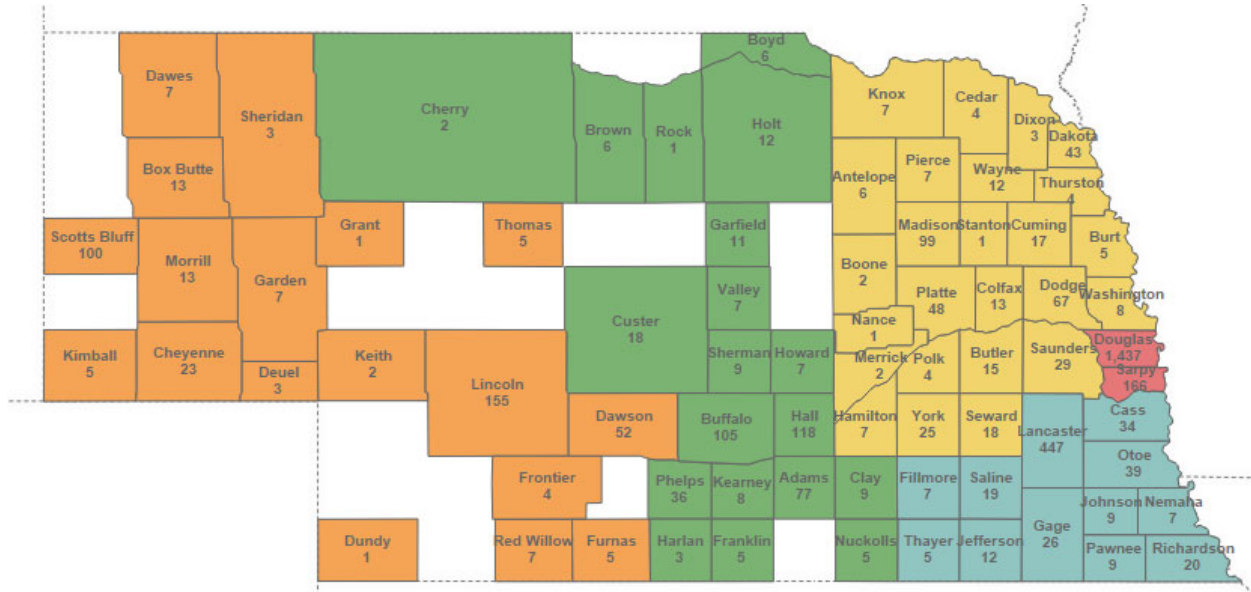 Dawes
7
Sheridan
3
Cherry
2
Brown
6
Rock
1
Boyd
6
Holt
12
Knox
7
Cedar
4
Dixon
3
Dakota
43
Box Butte
13
Antelope
6
Pierce
7
Wayne
12
Thurston
4
Scotts Bluff
100
Morrill
13
Garden
7
Grant
1
Thomas
5
Garfield
11
Madison
99
Stanton
1
Cuming
17
Burt
5
Boone
2
Valley
7
Custer
18
Platte
48
Colfax
13
Dodge
67
Washington
8
Nance
1
Kimball
5
Cheyenne
23
Deuel
3
Keith
2
Lincoln
155
Sherman
9
Howard
7
Merrick
2
Polk
4
Butler
15
Saunders
29
Douglas
1,437
Sarpy
166
Dawson
52
Buffalo
105
Hall
118
Hamilton
7
York
25
Seward
18
Lancaster
447
Cass
34
Otoe
39
Frontier
4
Phelps
36
Kearney
8
Adams
77
Clay
9
Fillmore
7
Saline
19
Gage
26
Johnson
9
Nemaha
7
Dundy
1
Red Willow
7
Furnas
5
Harlan
3
Franklin
5
Nuckolls
5
Thayer
5
Jefferson
12
Pawnee
9
Richardson
20